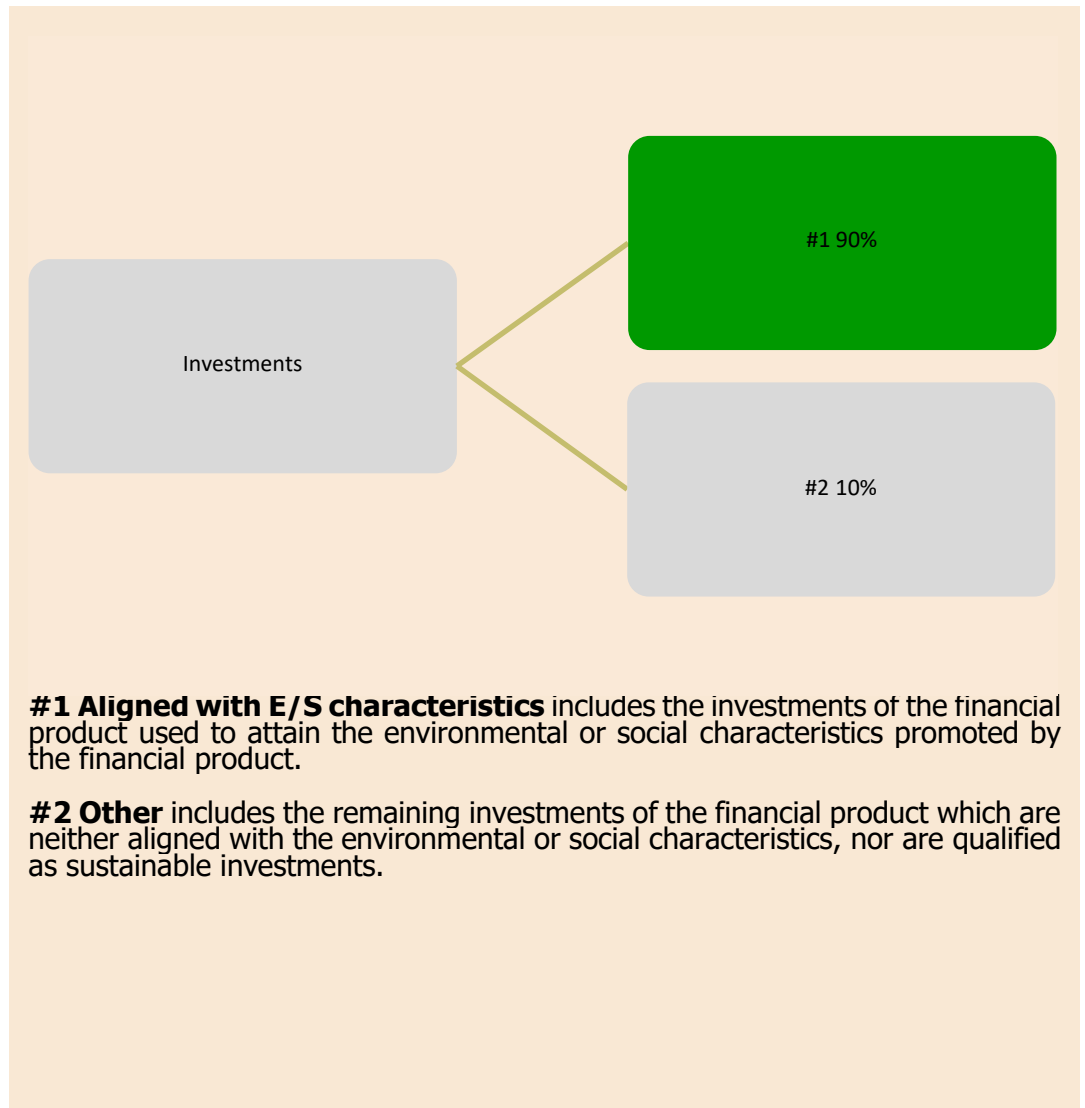 #1 90%
Investments
#2 10%
#1 Aligned with E/S characteristics includes the investments of the financial
product used to attain the environmental or social characteristics promoted by
the financial product.
#2 Other includes the remaining investments of the financial product which are
neither aligned with the environmental or social characteristics, nor are qualified
as sustainable investments.